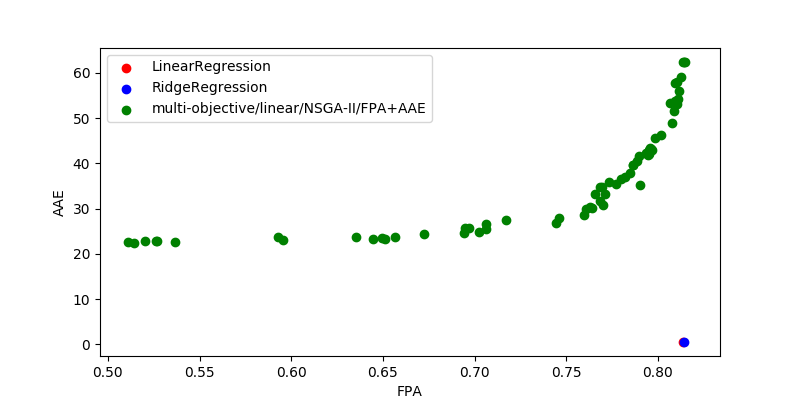 LinearRegression
RidgeRegression
multi-objective/linear/NSGA-II/FPA+AAE
60
50
40
30
20
10
0
AAE
0.50 0.55 0.60 0.65 0.70 0.75 0.80
FPA